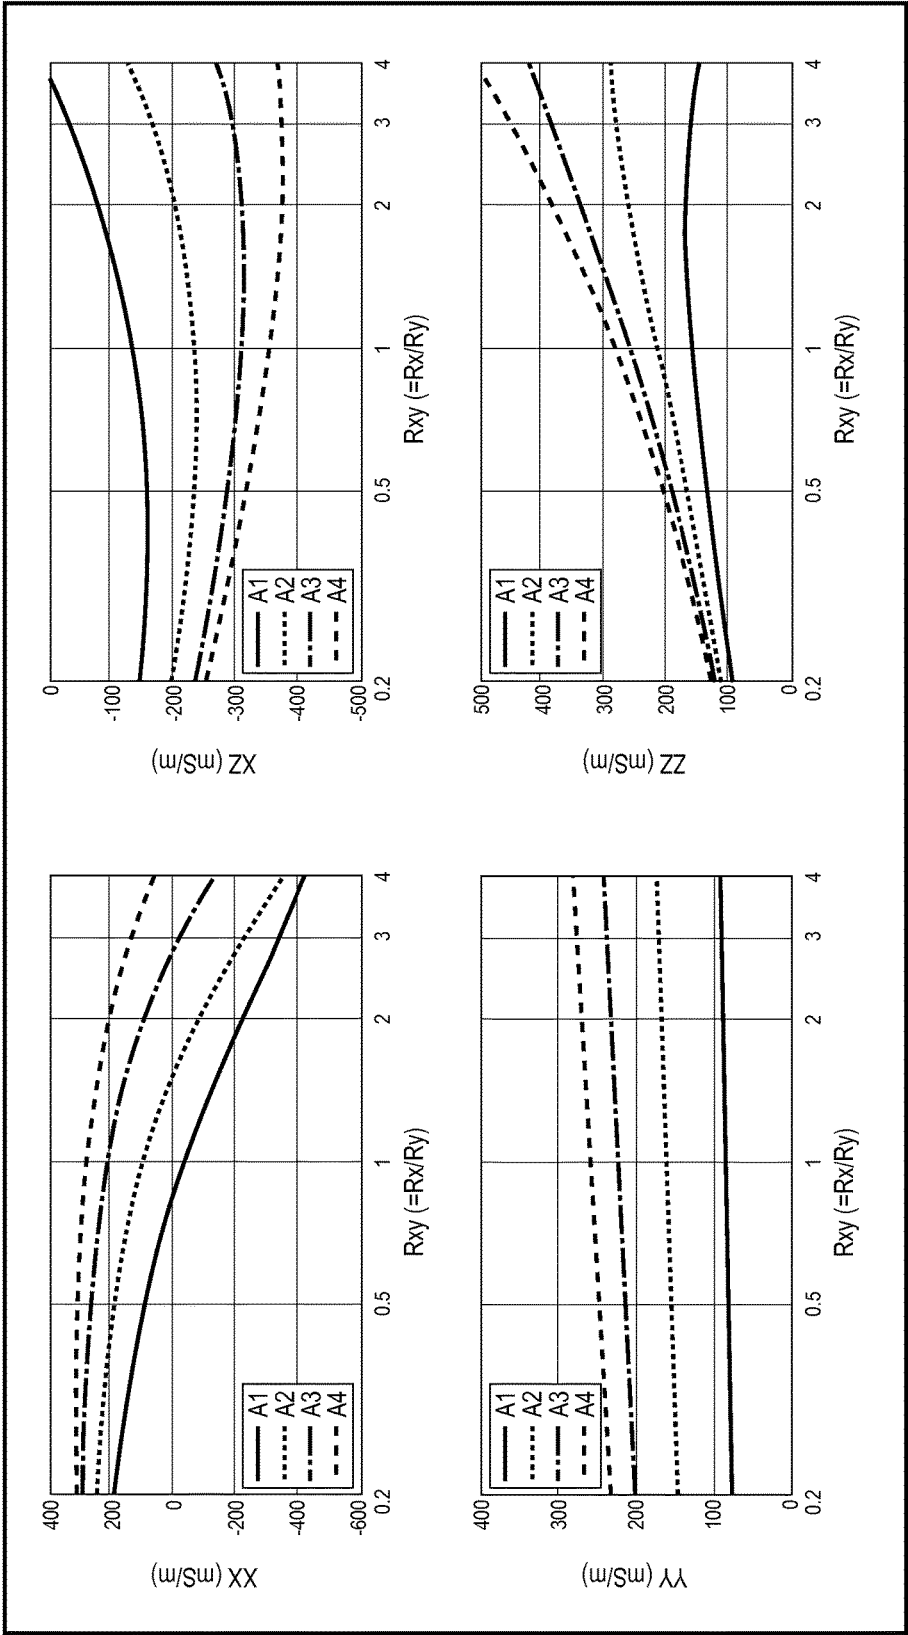 XX (mS/m)
400
200
0
-200
-400
-600
A1
A2
A3
A4
0.2
0.5
1
2
3
4
Rxy (=Rx/Ry)
XZ (mS/m)
0
-100
-200
-300
-400
-500
A1
A2
A3
A4
0.2
0.5
1
2
3
4
Rxy (=Rx/Ry)
YY (mS/m)
400
300
200
100
0
A1
A2
A3
A4
0.2
0.5
1
2
3
4
Rxy (=Rx/Ry)
ZZ (mS/m)
500
400
300
200
100
0
A1
A2
A3
A4
0.2
0.5
1
2
3
4
Rxy (=Rx/Ry)